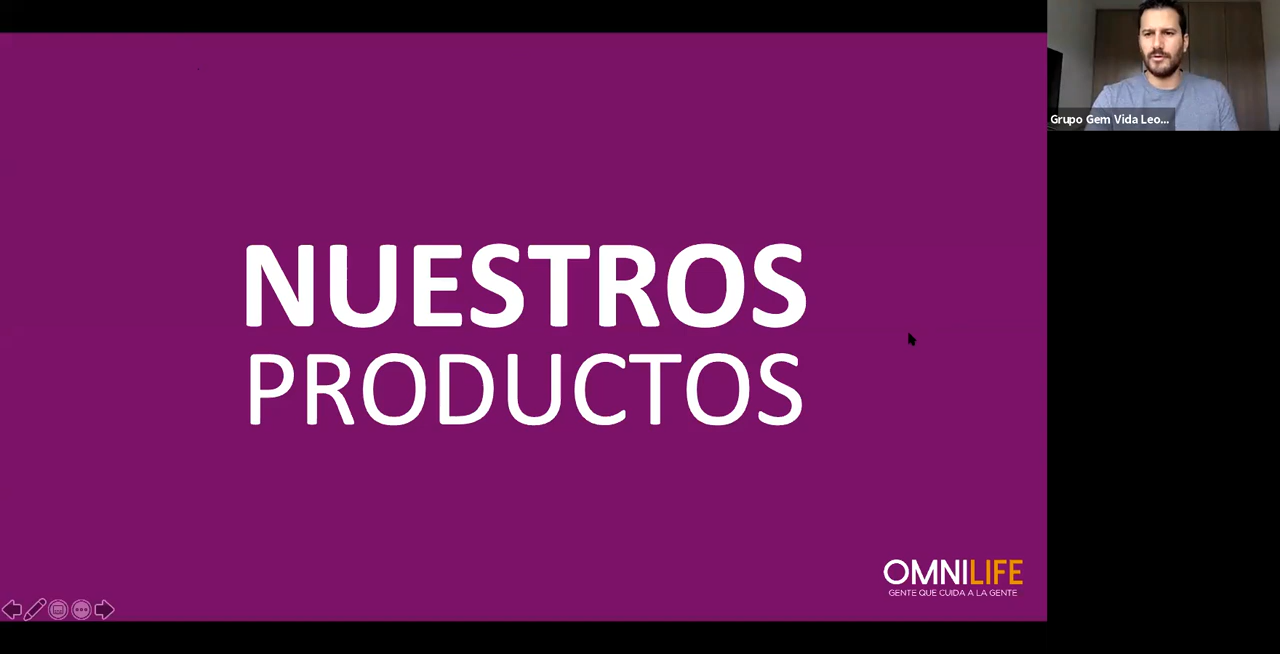 Grupo Gem Vida Leo...
NUESTROS
PRODUCTOS
OMNILIFE
GENTE QUE CUIDA A LA GENTE